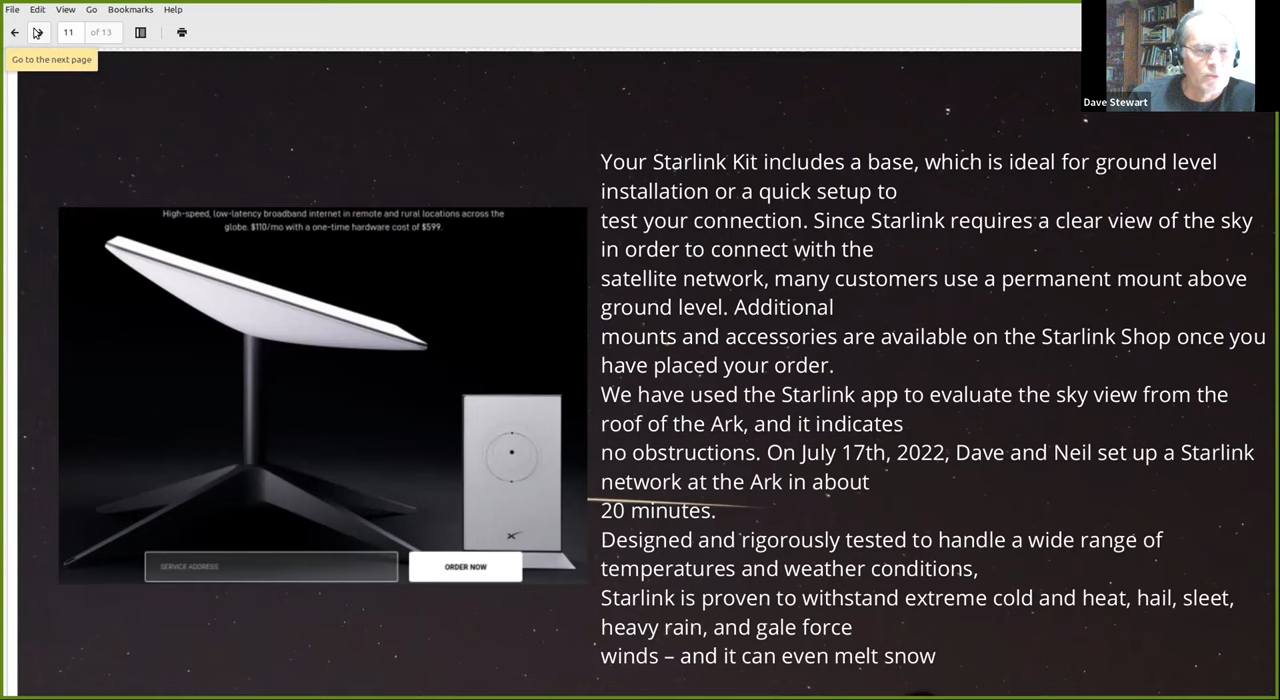 File Edit View Go Bookmarks Help
11 of 13
Go to the next page
Dave Stewart
High-speed, low-latency broadband internet in remote and rural locations across the
globe. $110/mo with a one-time hardware cost of $599.
SERVICE ADDRESS
ORDER NOW
Your Starlink Kit includes a base, which is ideal for ground level
installation or a quick setup to
test your connection. Since Starlink requires a clear view of the sky
in order to connect with the
satellite network, many customers use a permanent mount above
ground level. Additional
mounts and accessories are available on the Starlink Shop once you
have placed your order.
We have used the Starlink app to evaluate the sky view from the
roof of the Ark, and it indicates
no obstructions. On July 17th, 2022, Dave and Neil set up a Starlink
network at the Ark in about
20 minutes.
Designed and rigorously tested to handle a wide range of
temperatures and weather conditions,
Starlink is proven to withstand extreme cold and heat, hail, sleet,
heavy rain, and gale force
winds – and it can even melt snow